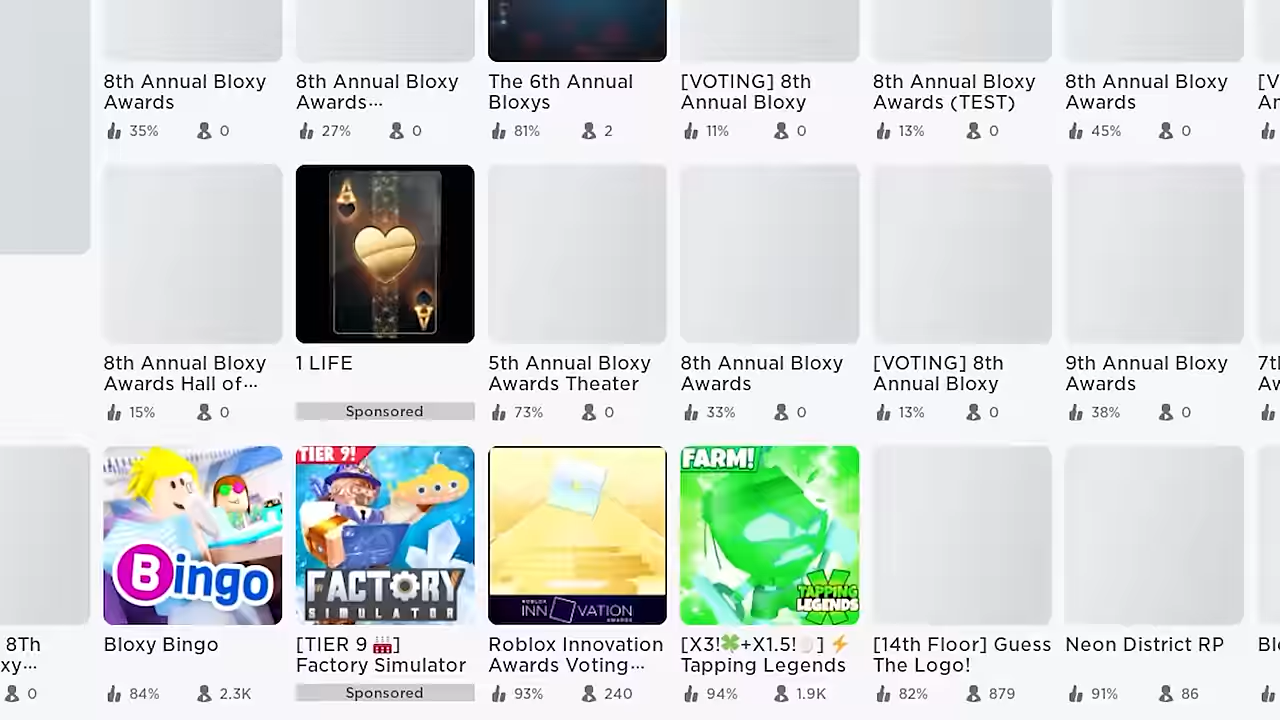 8th Annual Bloxy
Awards
35% 0
8th Annual Bloxy
Awards...
27% 0
The 6th Annual
Bloxys
81% 2
[VOTING] 8th
Annual Bloxy
11% 0
8th Annual Bloxy
Awards (TEST)
13% 0
8th Annual Bloxy
Awards
45% 0
8th Annual Bloxy
Awards Hall of...
15% 0
A
A
1 LIFE
Sponsored
5th Annual Bloxy
Awards Theater
73% 0
8th Annual Bloxy
Awards
33% 0
[VOTING] 8th
Annual Bloxy
13% 0
9th Annual Bloxy
Awards
38% 0
8Th
xy...
0
Bingo
Bloxy Bingo
84% 2.3K
TIER 9!
FACTORY
SIMULATOR
[TIER 9 🏭]
Factory Simulator
Sponsored
ROBLOX
INNOVATION
AWARDS
Roblox Innovation
Awards Voting...
93% 240
FARM!
TAPPING
LEGENDS
[X3!🍀+X1.5!🥚] ⚡
Tapping Legends
94% 1.9K
[14th Floor] Guess
The Logo!
82% 879
Neon District RP
91% 86